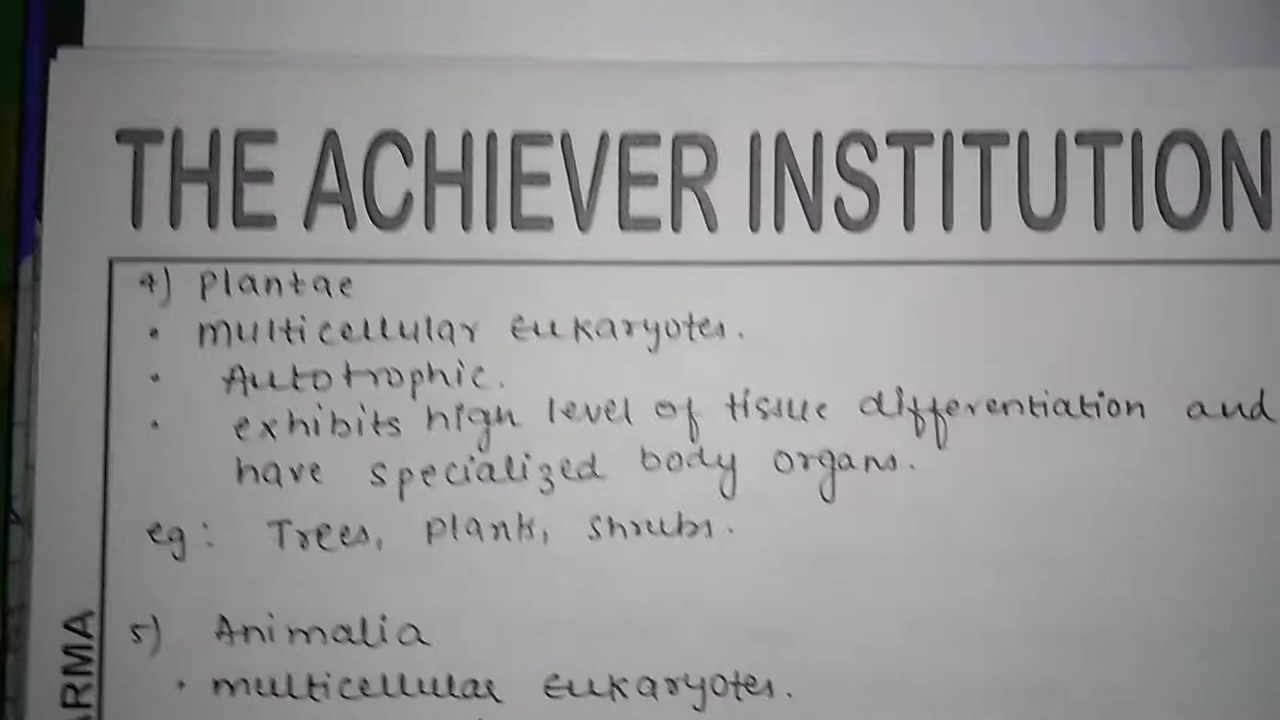 THE ACHIEVER INSTITUTION
4) Plantae
• multicellular Eukaryotes.
• Autotrophic.
• exhibits high level of tissue differentiation and
have specialized body organs.
eg: Trees, Plants, shrubs.
5) Animalia
• multicellular Eukaryotes.
ARMA